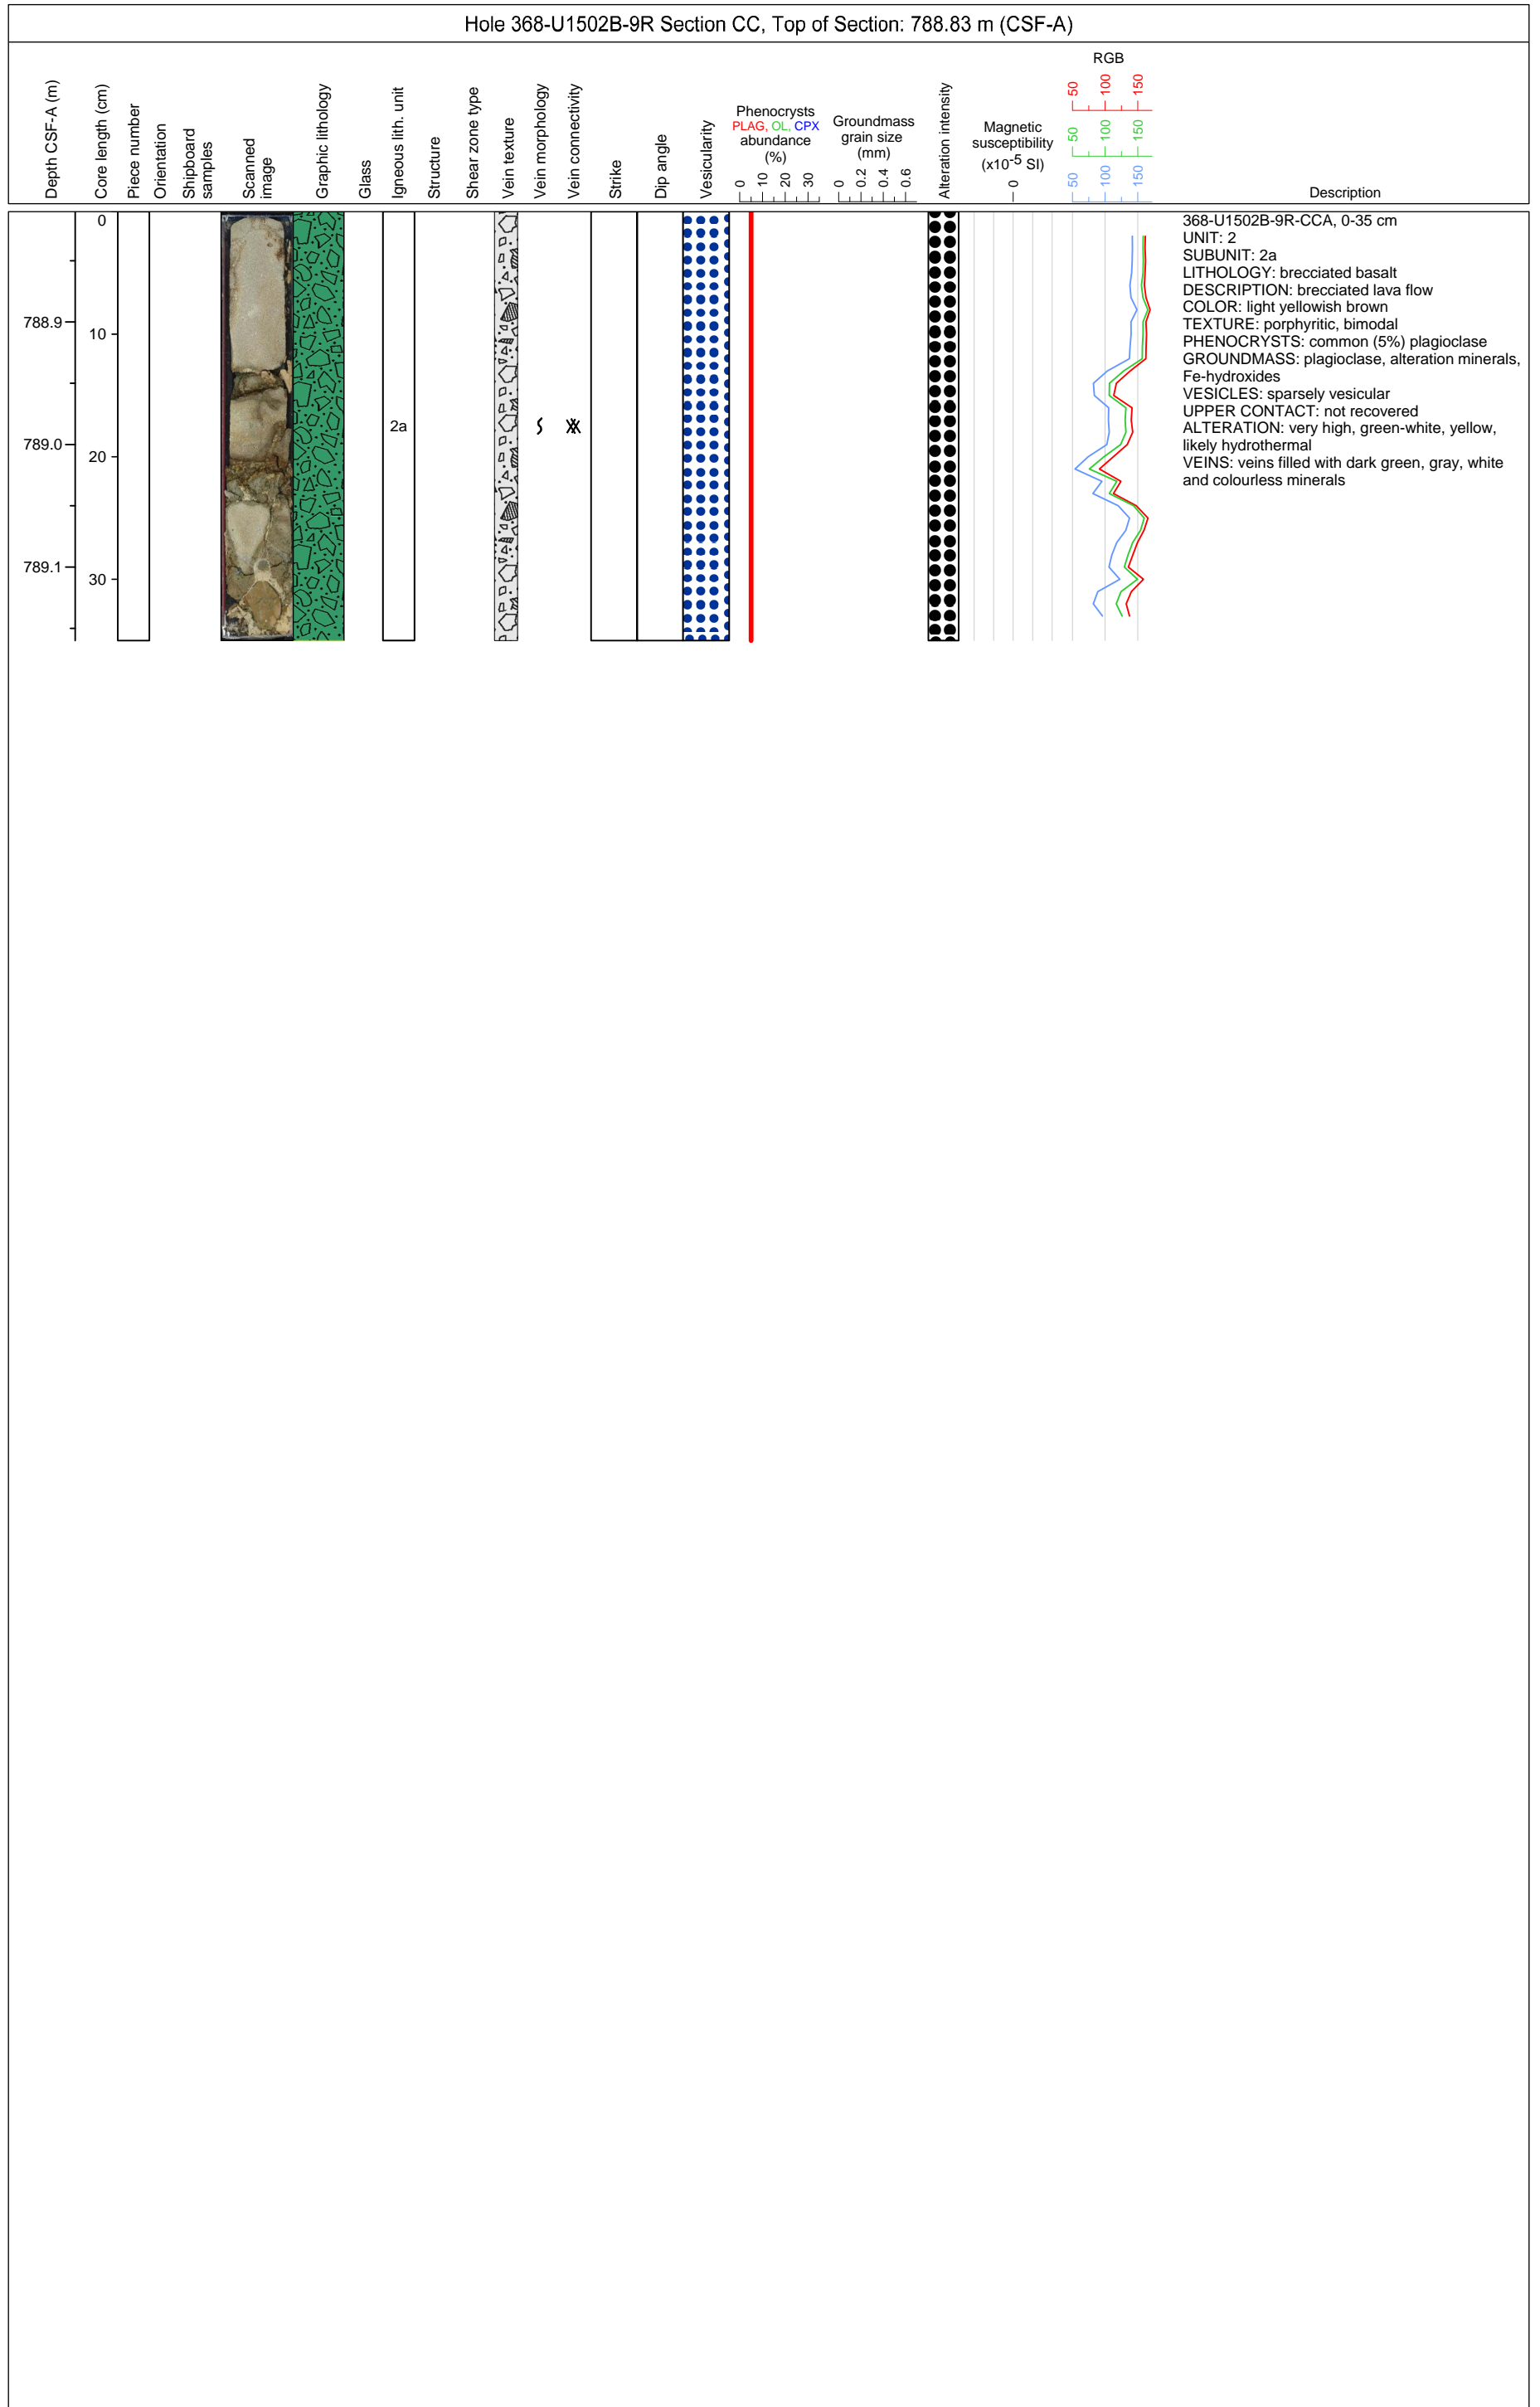 Hole 368-U1502B-9R Section CC, Top of Section: 788.83 m (CSF-A)
Depth CSF-A (m)
Core length (cm)
Piece number
Orientation
Shipboard
samples
Scanned
image
Graphic lithology
Glass
Igneous lith. unit
Structure
Shear zone type
Vein texture
Vein morphology
Vein connectivity
Strike
Dip angle
Vesicularity
Phenocrysts
PLAG, OL, CPX
abundance
(%)
0 10 20 30
Groundmass
grain size
(mm)
0 0.2 0.4 0.6
Alteration intensity
Magnetic
susceptibility
(x10-5 SI)
0
RGB
50 100 150
50 100 150
50 100 150
Description
788.9
789.0
789.1
0
10
20
30
2a
368-U1502B-9R-CCA, 0-35 cm
UNIT: 2
SUBUNIT: 2a
LITHOLOGY: brecciated basalt
DESCRIPTION: brecciated lava flow
COLOR: light yellowish brown
TEXTURE: porphyritic, bimodal
PHENOCRYSTS: common (5%) plagioclase
GROUNDMASS: plagioclase, alteration minerals,
Fe-hydroxides
VESICLES: sparsely vesicular
UPPER CONTACT: not recovered
ALTERATION: very high, green-white, yellow,
likely hydrothermal
VEINS: veins filled with dark green, gray, white
and colourless minerals